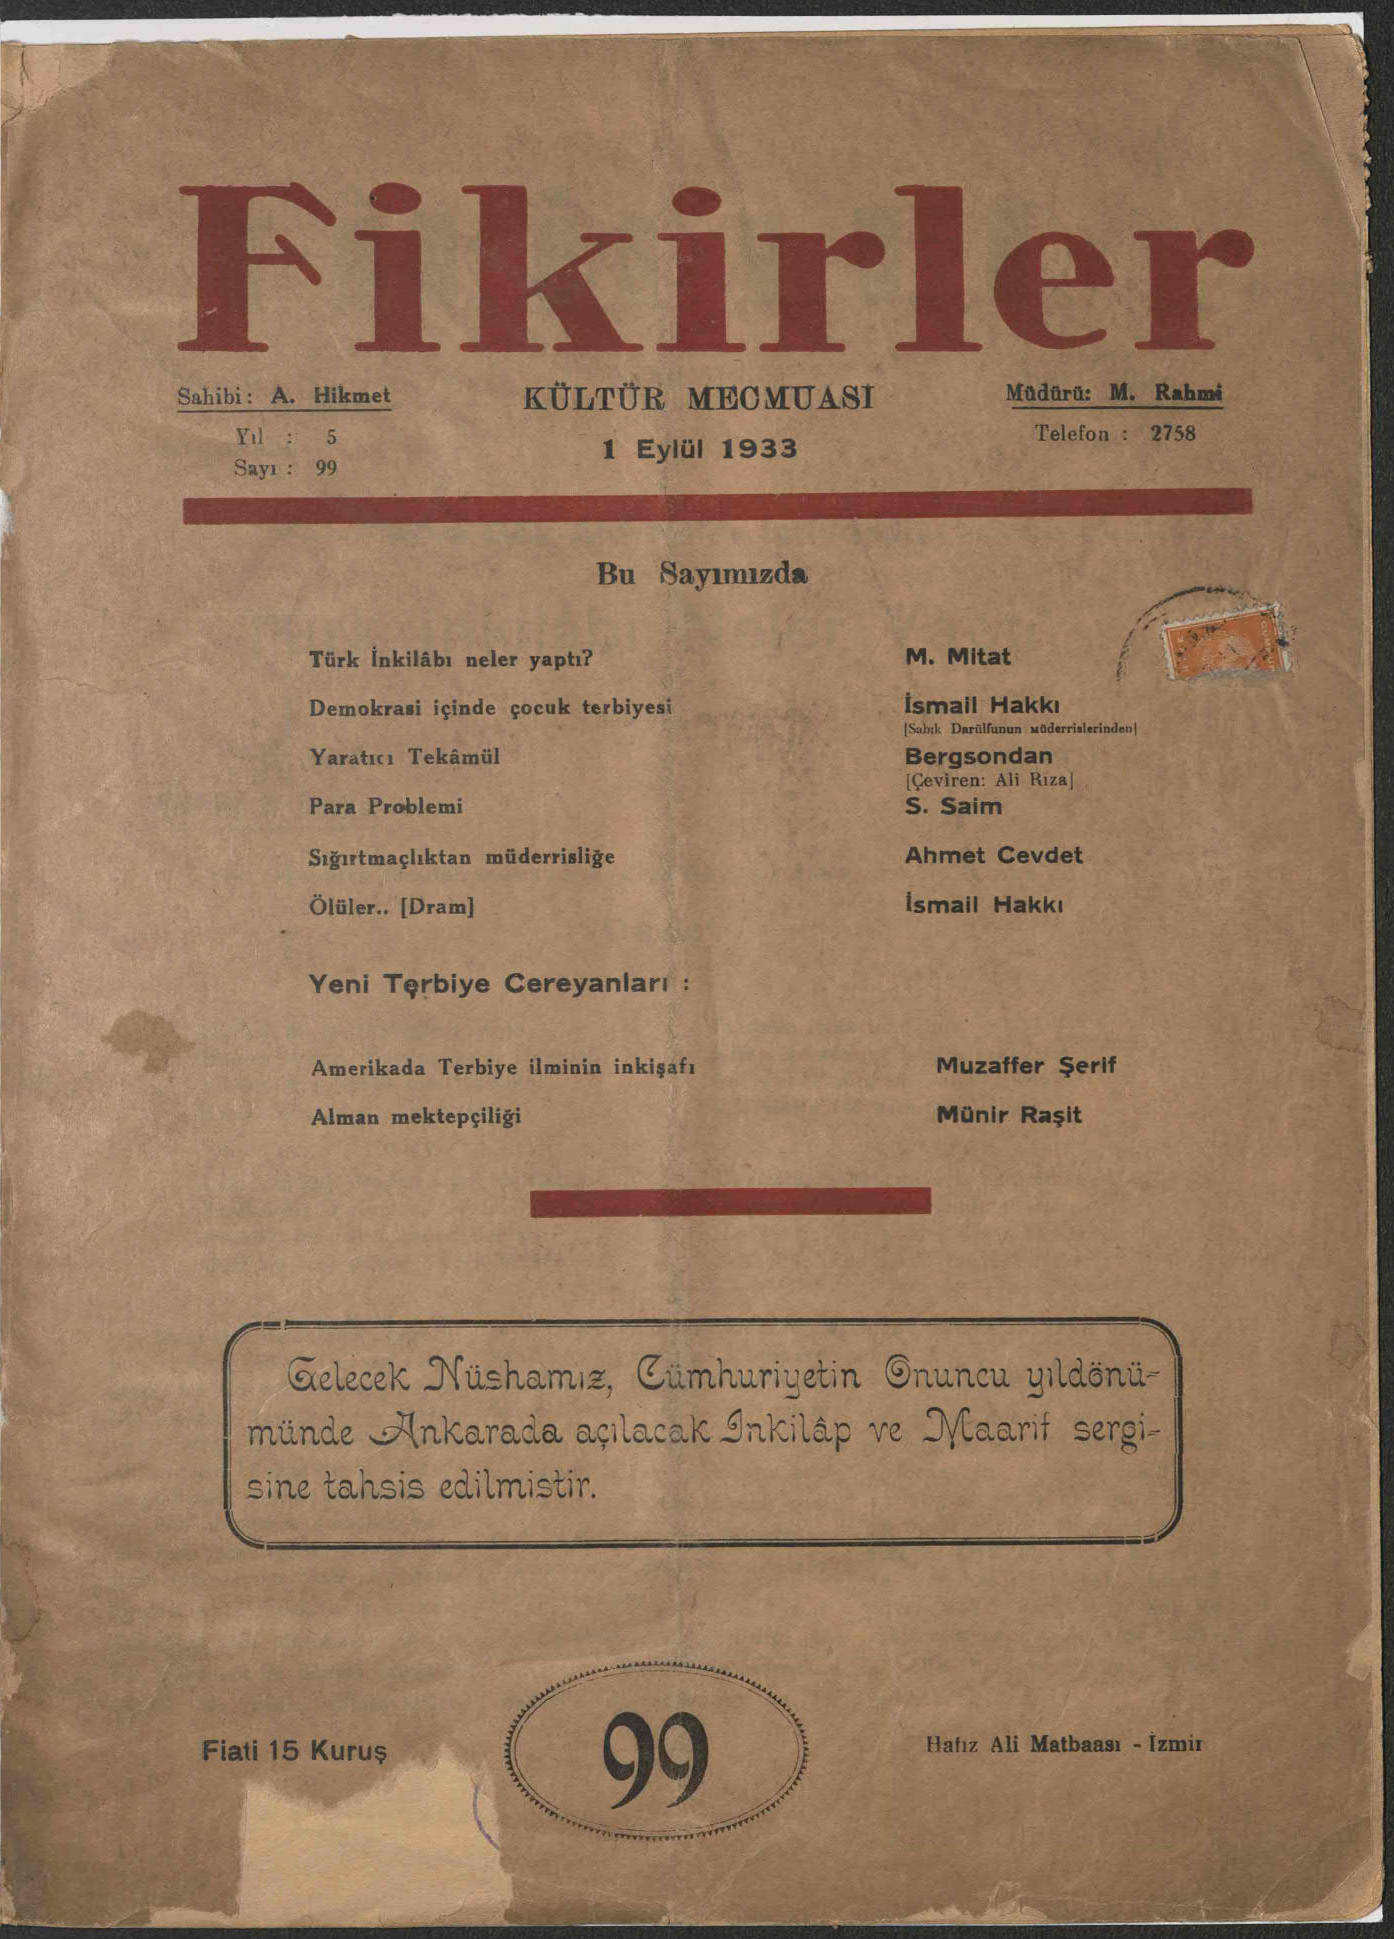 Fikirler
Sahibi: A. Hikmet
KÜLTÜR MECMUASI
Müdürü: M. Rahmi
Yıl : 5
1 Eylül 1933
Telefon : 2758
Sayı : 99
Bu Sayımızda
Türk İnkilâbı neler yaptı? M. Mitat
Demokrasi içinde çocuk terbiyesi İsmail Hakkı
[Sabık Darülfunun müderrislerinden]
Yaratıcı Tekâmül Bergsondan
[Çeviren: Ali Rıza]
Para Problemi S. Saim
Sığırtmaçlıktan müderrisliğe Ahmet Cevdet
Ölüler.. [Dram] İsmail Hakkı
Yeni Terbiye Cereyanları :
Amerikada Terbiye ilminin inkişafı Muzaffer Şerif
Alman mektepçiliği Münir Raşit
Gelecek Nüshamız, Cümhuriyetin Onuncu yıldönü-
münde Ankarada açılacak İnkilâp ve Maarif sergi-
sine tahsis edilmistir.
Fiati 15 Kuruş
99
Hafız Ali Matbaası - İzmir